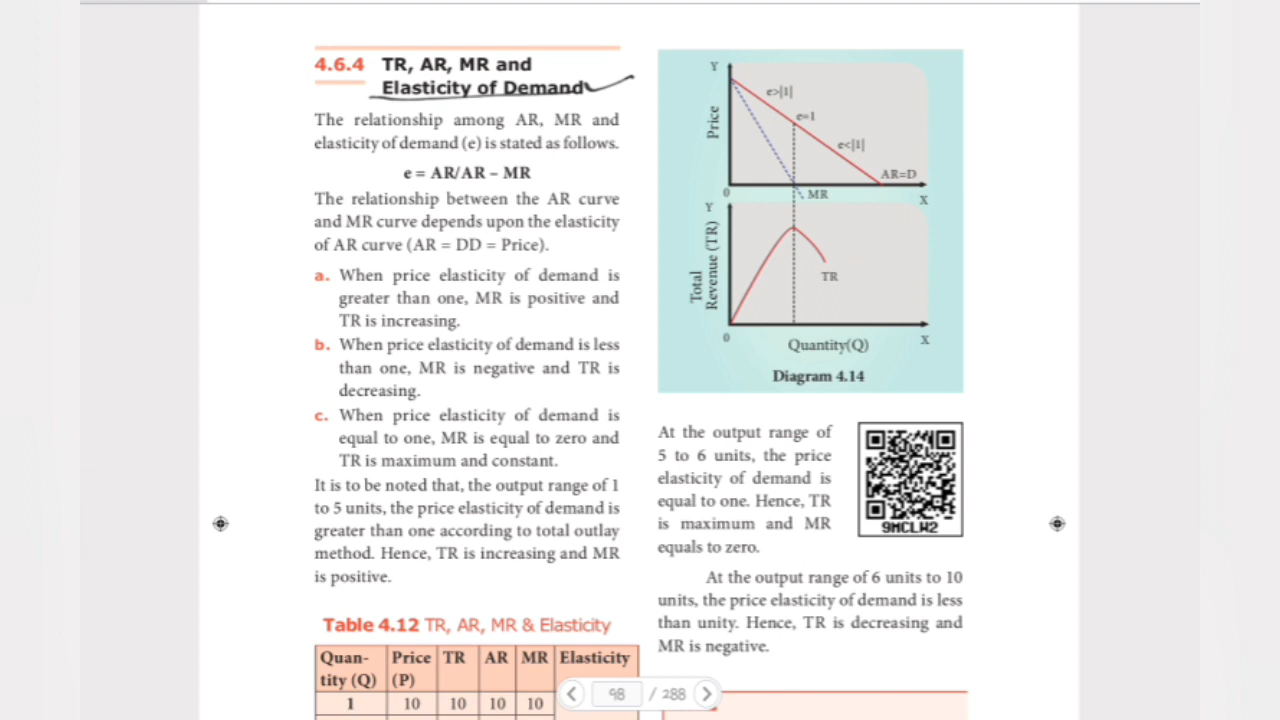 4.6.4 TR, AR, MR and
Elasticity of Demand
The relationship among AR, MR and
elasticity of demand (e) is stated as follows.
e = AR/AR – MR
The relationship between the AR curve
and MR curve depends upon the elasticity
of AR curve (AR = DD = Price).
a. When price elasticity of demand is
greater than one, MR is positive and
TR is increasing.
b. When price elasticity of demand is less
than one, MR is negative and TR is
decreasing.
c. When price elasticity of demand is
equal to one, MR is equal to zero and
TR is maximum and constant.
It is to be noted that, the output range of 1
to 5 units, the price elasticity of demand is
greater than one according to total outlay
method. Hence, TR is increasing and MR
is positive.
Table 4.12 TR, AR, MR & Elasticity
Quan- Price TR AR MR Elasticity
tity (Q) (P)
1 10 10 10 10
Y
Price
e>|1|
e=1
e<|1|
AR=D
0
MR
X
Y
Total
Revenue (TR)
TR
0
Quantity(Q)
X
Diagram 4.14
At the output range of
5 to 6 units, the price
elasticity of demand is
equal to one. Hence, TR
is maximum and MR
equals to zero.
9MCLW2
At the output range of 6 units to 10
units, the price elasticity of demand is less
than unity. Hence, TR is decreasing and
MR is negative.
98 / 288